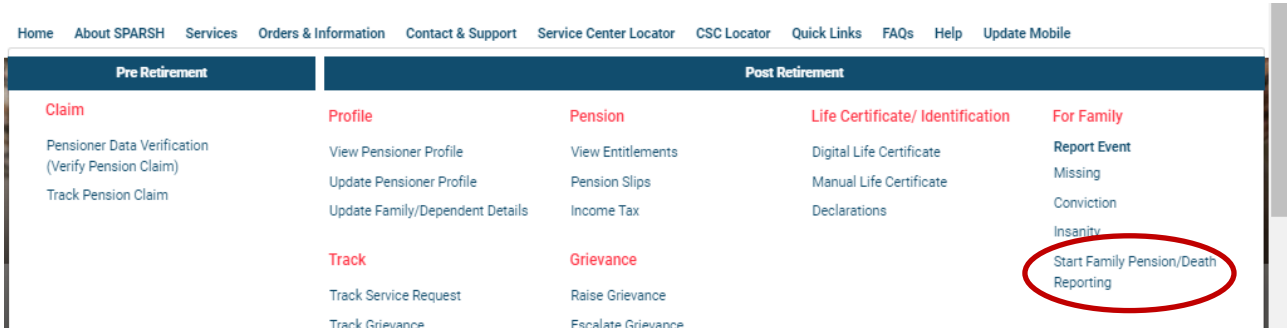 Home About SPARSH Services Orders & Information Contact & Support Service Center Locator CSC Locator Quick Links FAQs Help Update Mobile
Pre Retirement
Claim
Pensioner Data Verification
(Verify Pension Claim)
Track Pension Claim
Post Retirement
Profile
View Pensioner Profile
Update Pensioner Profile
Update Family/Dependent Details
Track
Track Service Request
Track Grievance
Pension
View Entitlements
Pension Slips
Income Tax
Grievance
Raise Grievance
Escalate Grievance
Life Certificate/ Identification
Digital Life Certificate
Manual Life Certificate
Declarations
For Family
Report Event
Missing
Conviction
Insanity
Start Family Pension/Death
Reporting